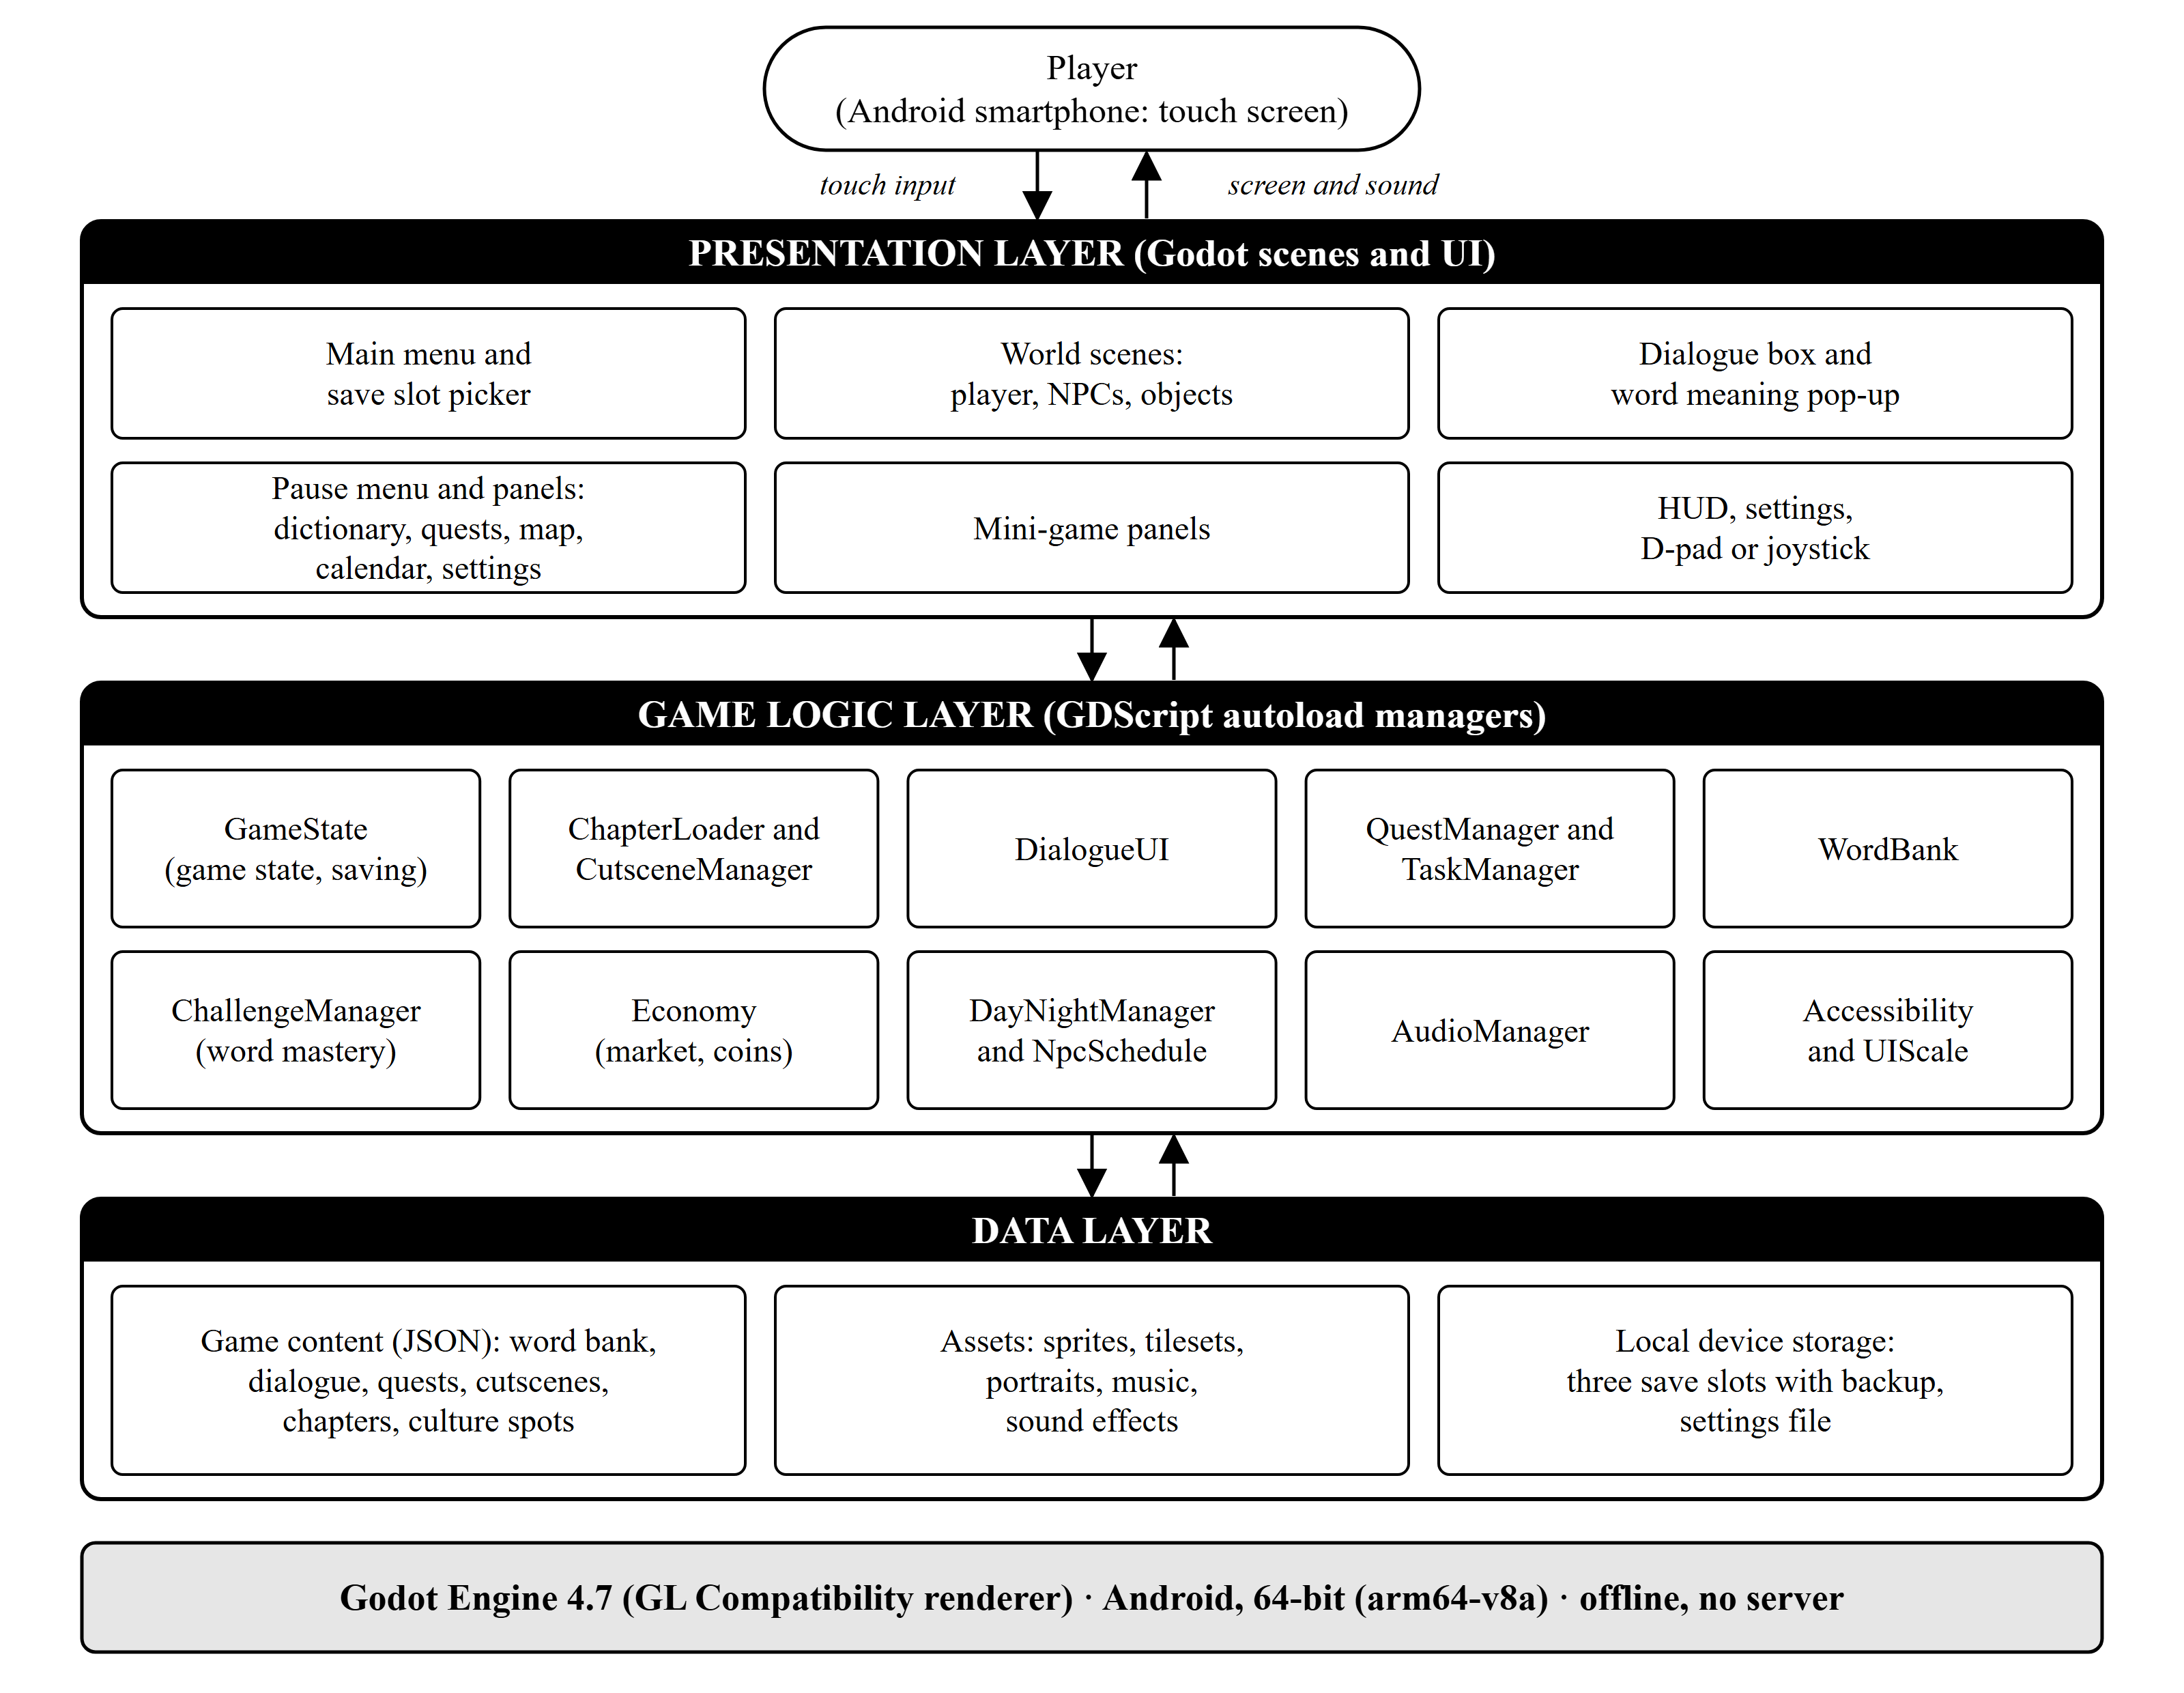 Player
(Android smartphone: touch screen)
touch input
screen and sound
PRESENTATION LAYER (Godot scenes and UI)
Main menu and
save slot picker
World scenes:
player, NPCs, objects
Dialogue box and
word meaning pop-up
Pause menu and panels:
dictionary, quests, map,
calendar, settings
Mini-game panels
HUD, settings,
D-pad or joystick
GAME LOGIC LAYER (GDScript autoload managers)
GameState
(game state, saving)
ChapterLoader and
CutsceneManager
DialogueUI
QuestManager and
TaskManager
WordBank
ChallengeManager
(word mastery)
Economy
(market, coins)
DayNightManager
and NpcSchedule
AudioManager
Accessibility
and UIScale
DATA LAYER
Game content (JSON): word bank,
dialogue, quests, cutscenes,
chapters, culture spots
Assets: sprites, tilesets,
portraits, music,
sound effects
Local device storage:
three save slots with backup,
settings file
Godot Engine 4.7 (GL Compatibility renderer) · Android, 64-bit (arm64-v8a) · offline, no server